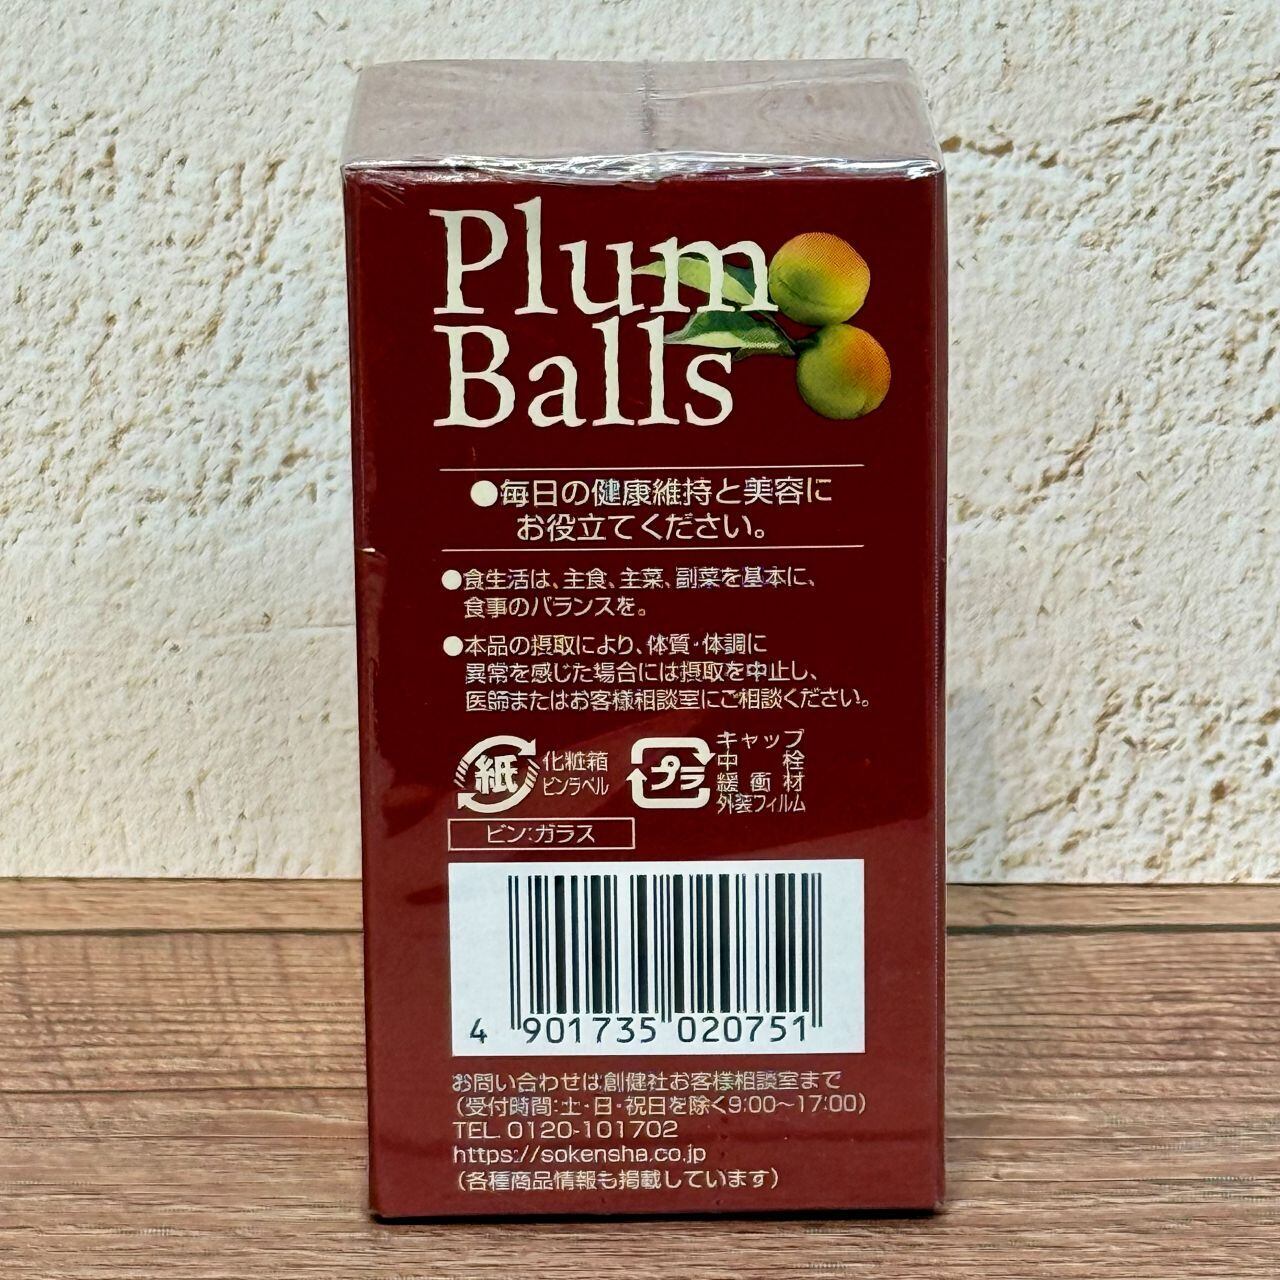 Plum
Balls
●毎日の健康維持と美容に
お役立てください。
●食生活は、主食、主菜、副菜を基本に、
食事のバランスを。
●本品の摂取により、体質・体調に
異常を感じた場合には摂取を中止し、
医師またはお客様相談室にご相談ください。
紙
化粧箱
ビンラベル
プラ
キャップ
中栓
緩衝材
外装フィルム
ビン:ガラス
4 901735 020751
お問い合わせは創健社お客様相談室まで
(受付時間:土・日・祝日を除く9:00〜17:00)
TEL. 0120-101702
https://sokensha.co.jp
(各種商品情報も掲載しています)